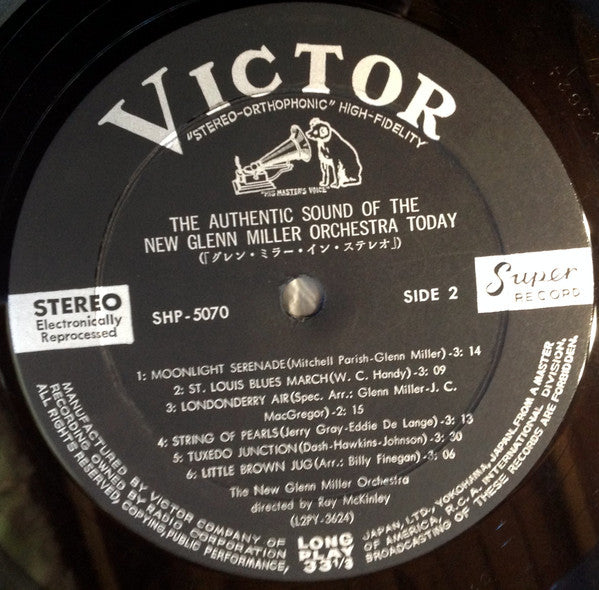 VICTOR
"STEREO-ORTHOPHONIC" HIGH-FIDELITY
"HIS MASTER'S VOICE"
THE AUTHENTIC SOUND OF THE
NEW GLENN MILLER ORCHESTRA TODAY
(『グレン・ミラー・イン・ステレオ』)
STEREO
Electronically
Reprocessed
SHP-5070
SIDE 2
Super
RECORD
1: MOONLIGHT SERENADE(Mitchell Parish-Glenn Miller)-3: 14
2: ST. LOUIS BLUES MARCH(W. C. Handy)-3: 09
3: LONDONDERRY AIR(Spec. Arr.: Glenn Miller-J. C.
MacGregor)-2: 15
4: STRING OF PEARLS(Jerry Gray-Eddie De Lange)-3: 13
5: TUXEDO JUNCTION(Dash-Hawkins-Johnson)-3: 30
6: LITTLE BROWN JUG(Arr.: Billy Finegan)-3: 06
The New Glenn Miller Orchestra
directed by Ray McKinley
(L2PY-3624)
LONG
PLAY
33 1/3
MANUFACTURED BY VICTOR COMPANY OF JAPAN, LTD., YOKOHAMA, JAPAN, FROM A MASTER
RECORDING OWNED BY RADIO CORPORATION OF AMERICA, R.C.A. INTERNATIONAL DIVISION.
ALL RIGHTS RESERVED, COPYING, PUBLIC PERFORMANCE, BROADCASTING OF THESE RECORDS ARE FORBIDDEN.